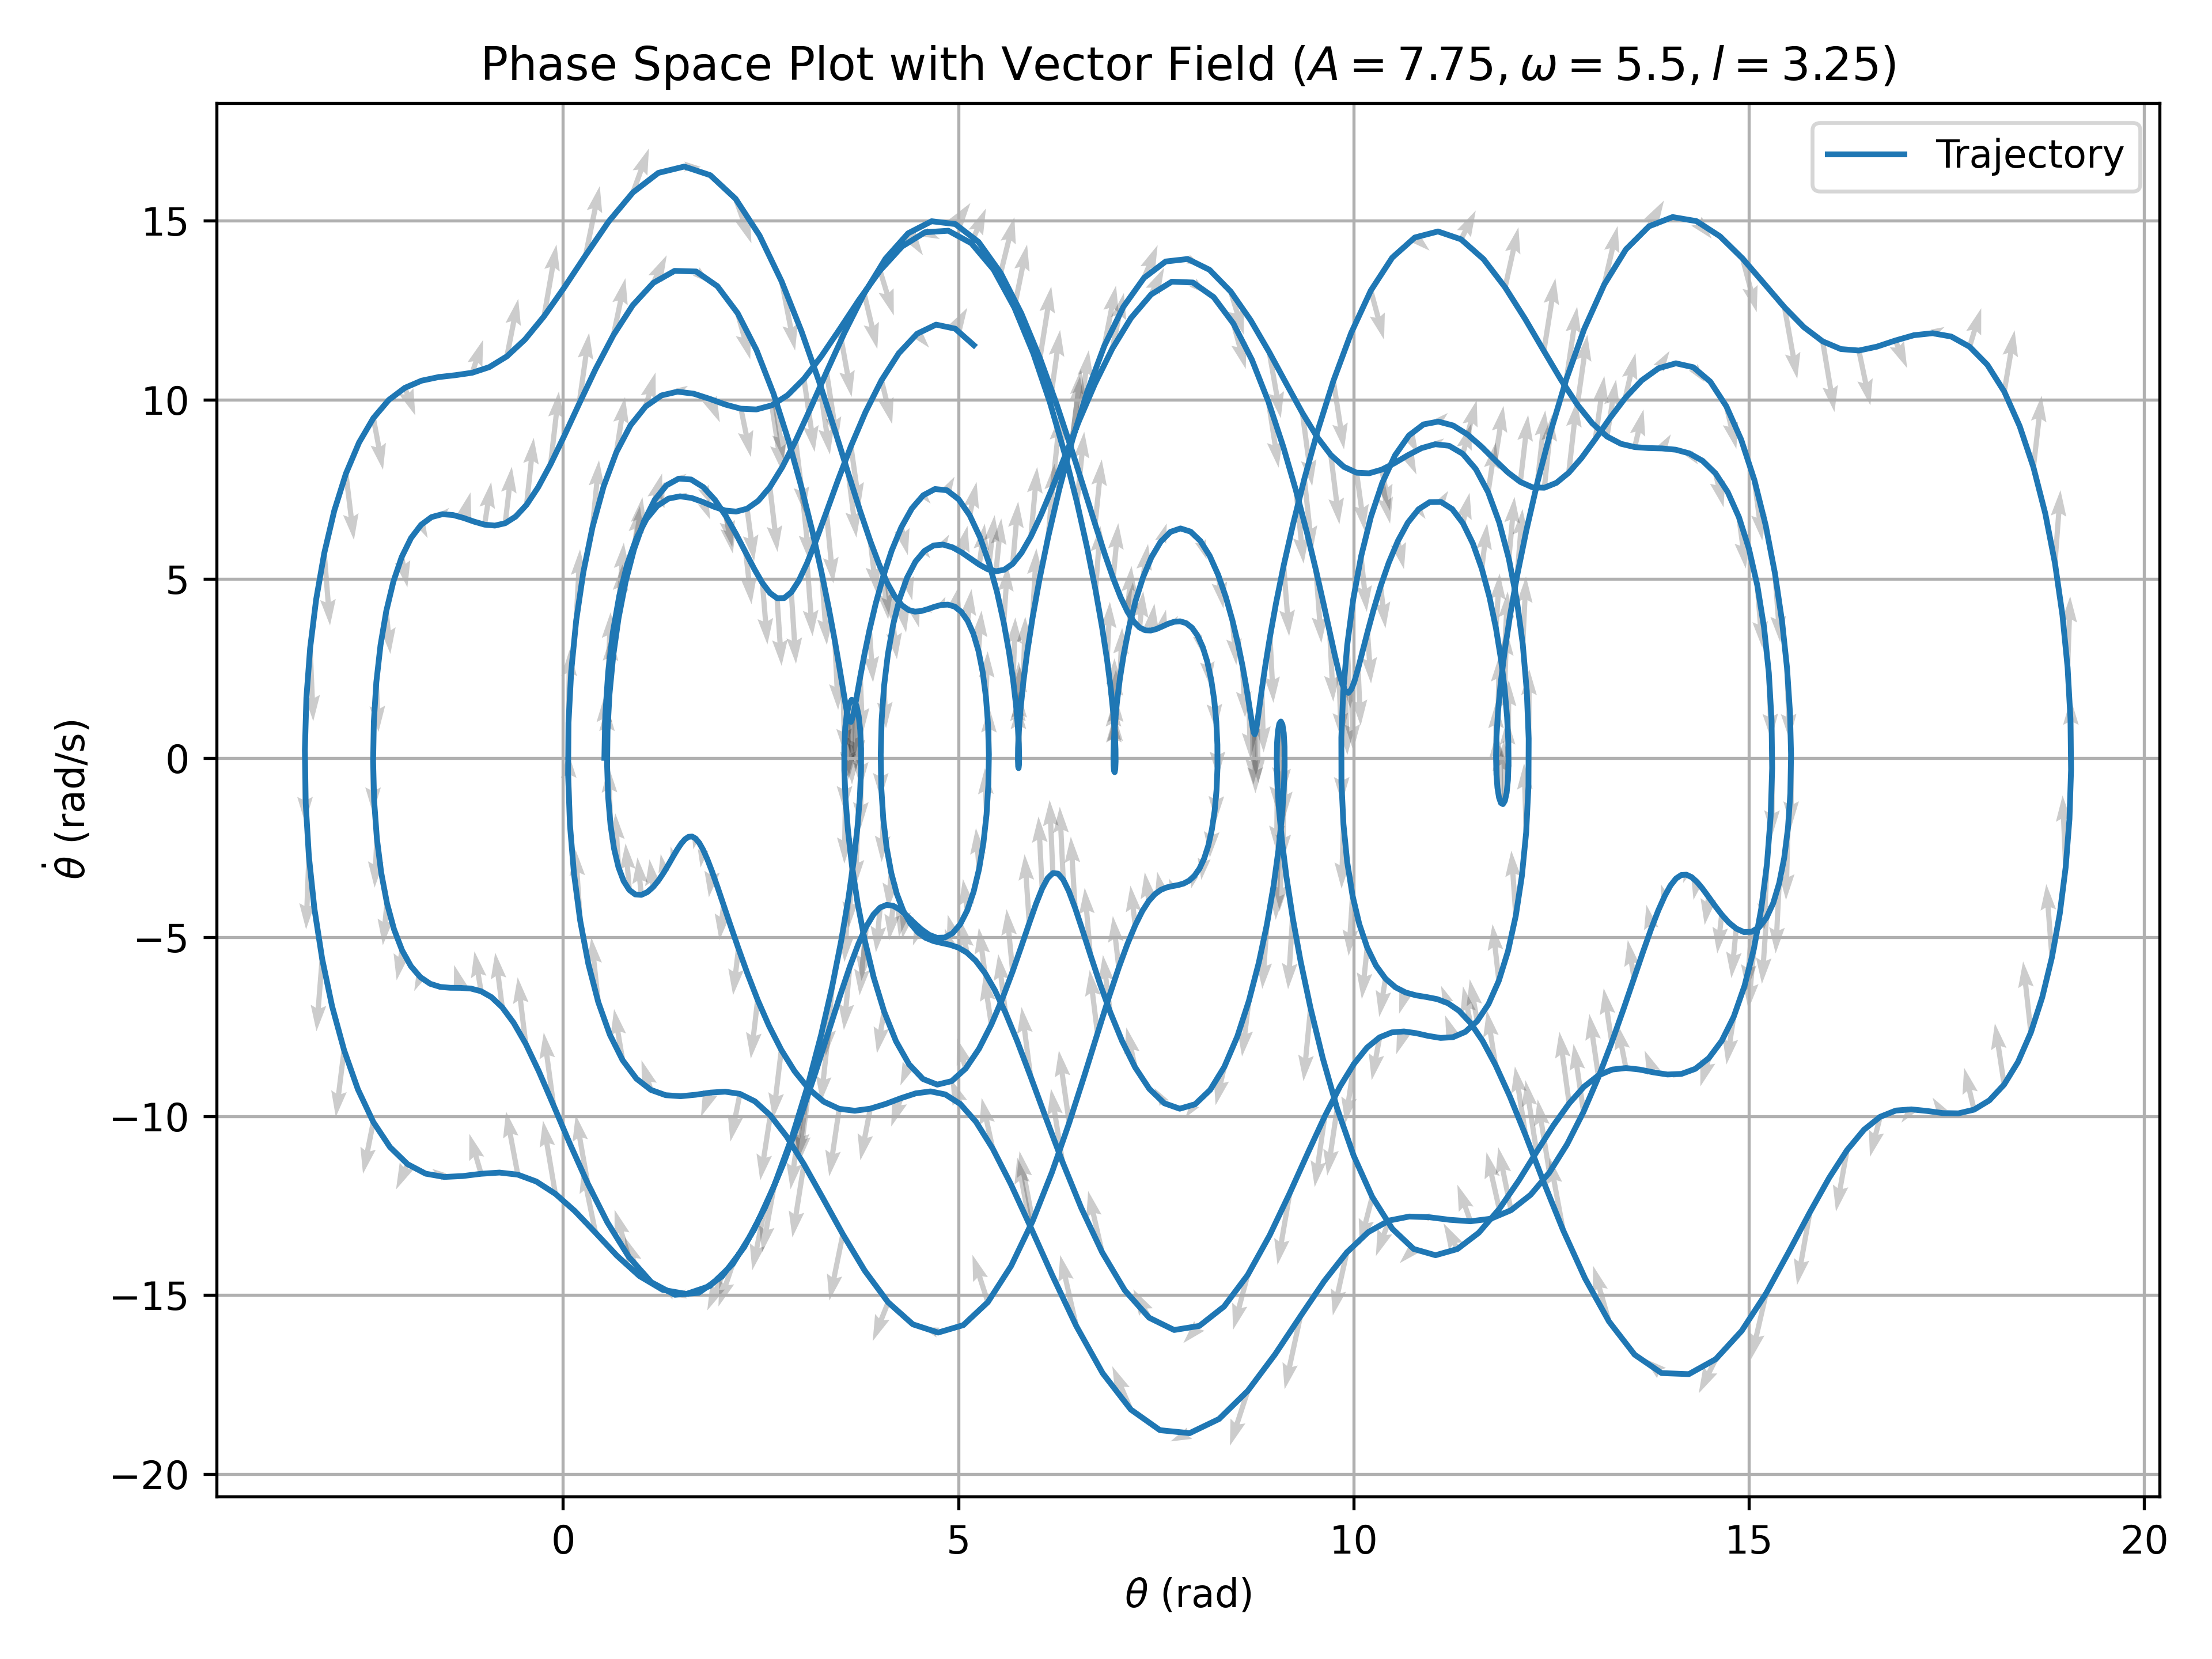 Phase Space Plot with Vector Field (A = 7.75, ω = 5.5, l = 3.25)
Trajectory
15
10
5
0
−5
−10
−15
−20
θ̇ (rad/s)
0 5 10 15 20
θ (rad)